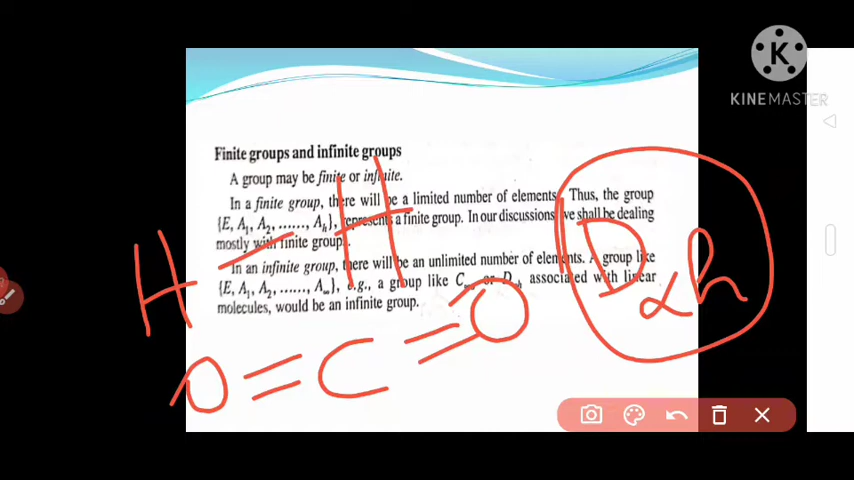 KINEMASTER
Finite groups and infinite groups
A group may be finite or infinite.
In a finite group, there will be a limited number of elements. Thus, the group
{E, A₁, A₂, ......, Aₕ}, represents a finite group. In our discussions we shall be dealing
mostly with finite group.
In an infinite group, there will be an unlimited number of elements. A group like
{E, A₁, A₂, ......, A∞}, e.g., a group like C∞ᵥ or D∞ₕ associated with linear
molecules, would be an infinite group.
H - H
O = C = O
D∝h